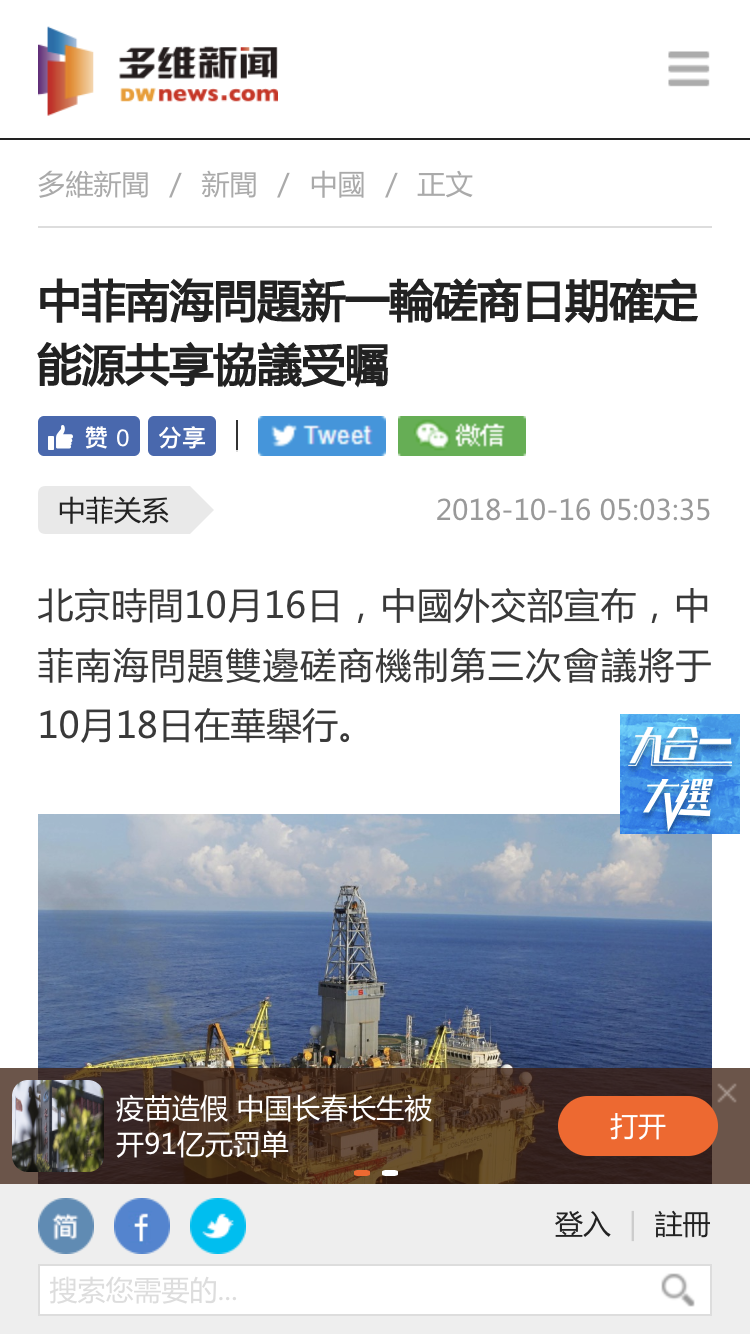 多维新闻
DWnews.com
多維新聞 / 新聞 / 中國 / 正文
中菲南海問題新一輪磋商日期確定
能源共享協議受矚
赞 0 分享 | Tweet 微信
中菲关系 2018-10-16 05:03:35
北京時間10月16日，中國外交部宣布，中
菲南海問題雙邊磋商機制第三次會議將于
10月18日在華舉行。
九合一
大選
疫苗造假 中国长春长生被
开91亿元罚单
打开
简 f 登入 | 註冊
搜索您需要的...